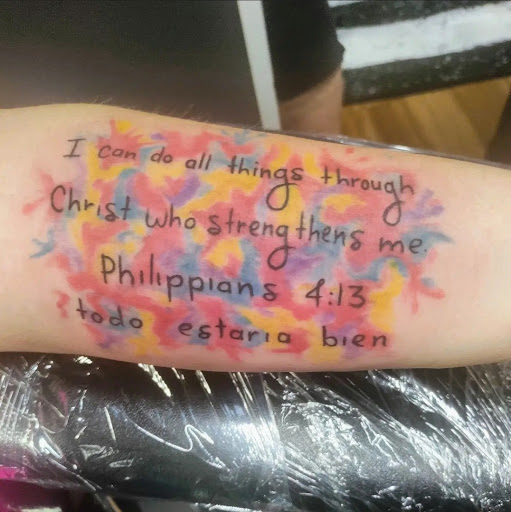 I can do all things through
Christ who strengthens me.
Philippians 4:13
todo estaria bien